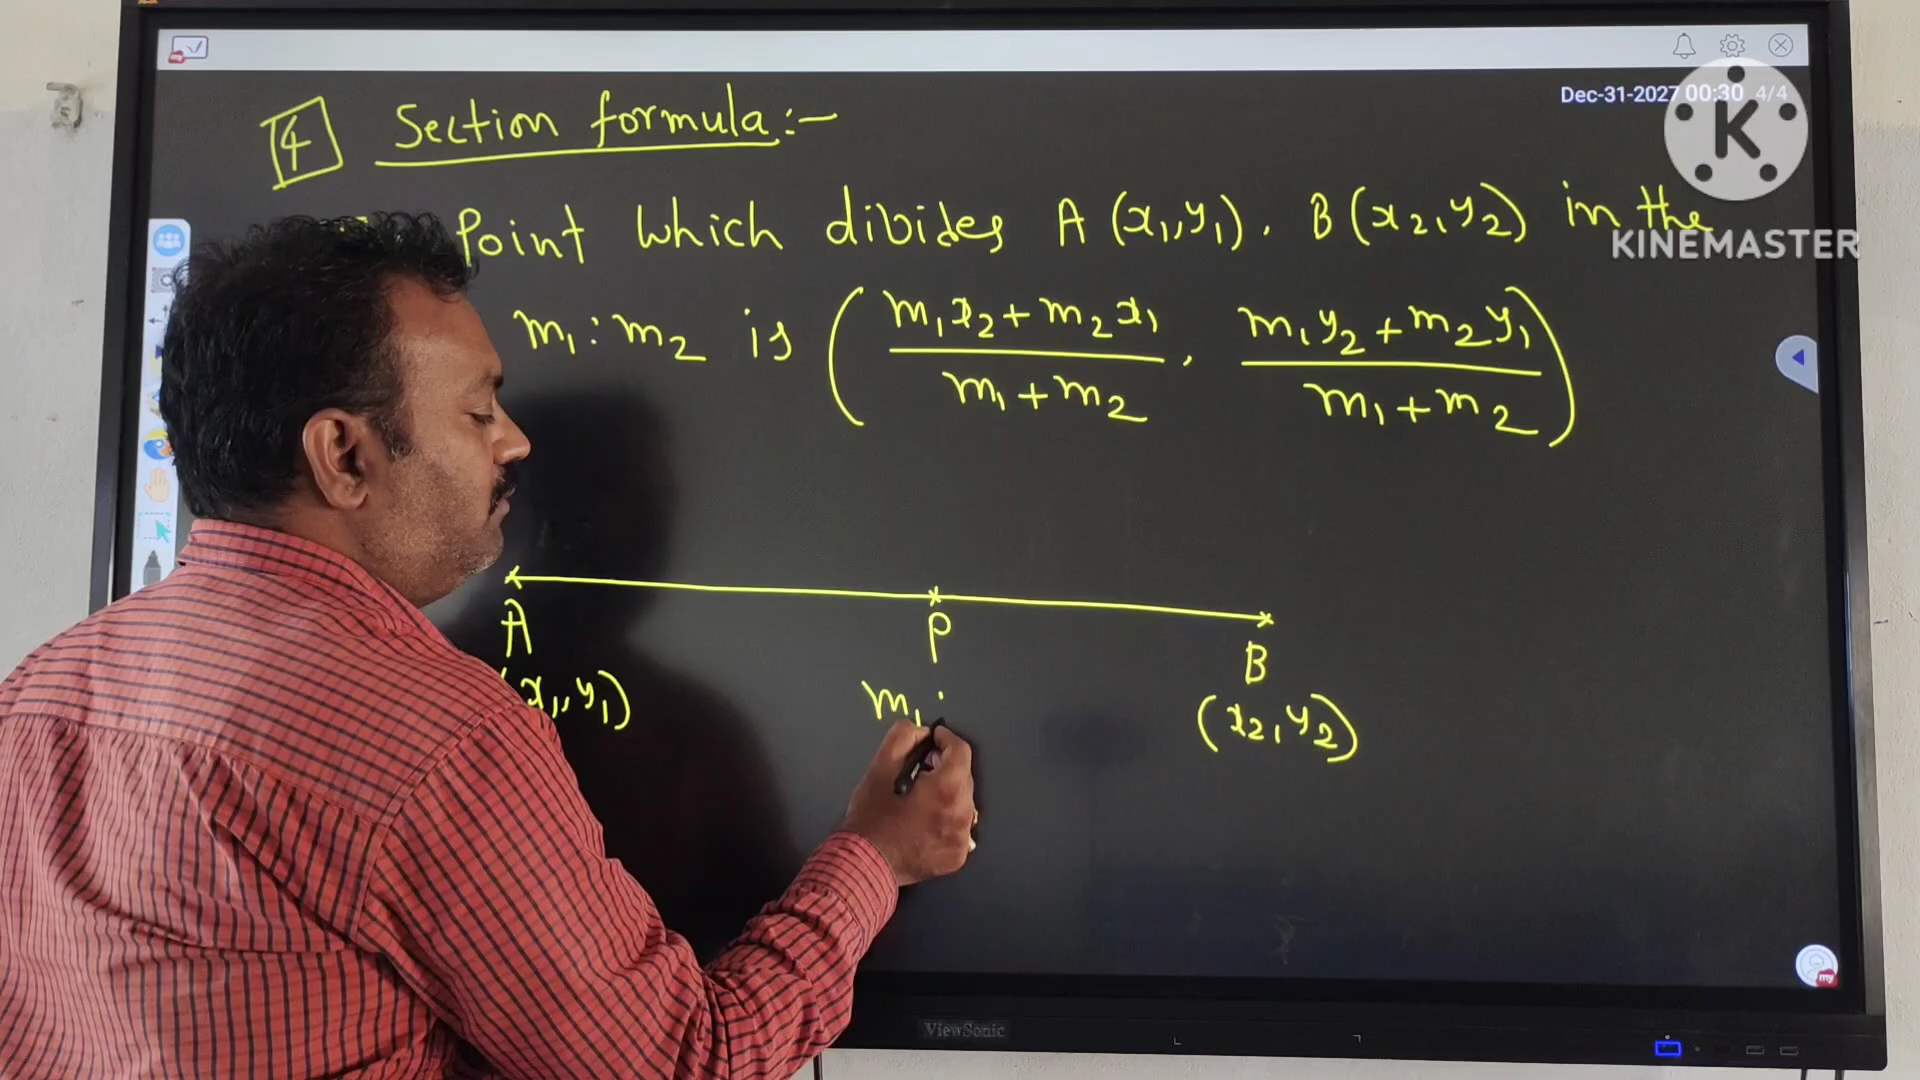 Dec-31-2027 00:30 4/4
4 Section formula:-
K
KINEMASTER
Point which divides A (x₁, y₁), B (x₂, y₂) in the
m₁ : m₂ is ( (m₁x₂ + m₂x₁)/(m₁ + m₂) , (m₁y₂ + m₂y₁)/(m₁ + m₂) )
A P B
(x₁, y₁) m₁ : (x₂, y₂)
ViewSonic
my